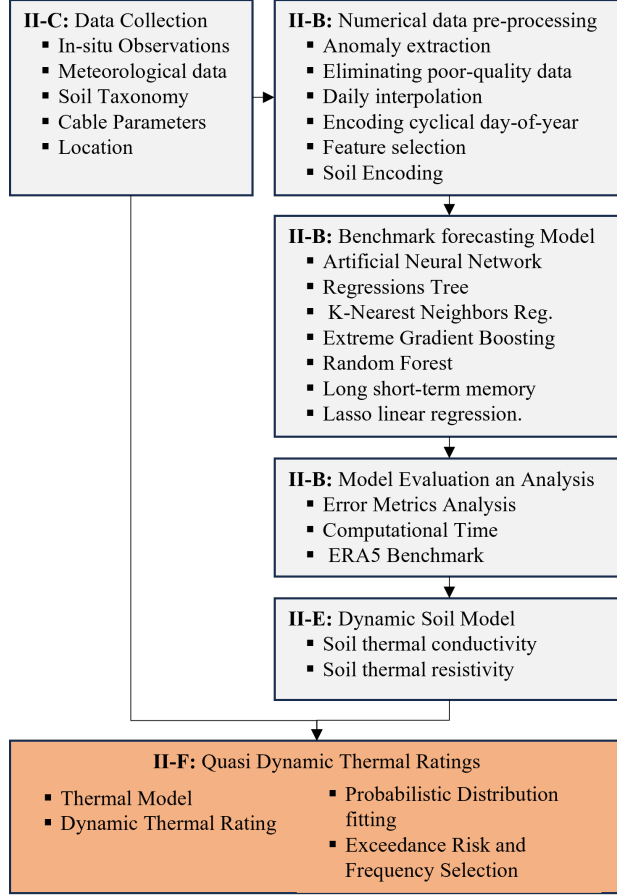 II-C: Data Collection
▪ In-situ Observations
▪ Meteorological data
▪ Soil Taxonomy
▪ Cable Parameters
▪ Location
II-B: Numerical data pre-processing
▪ Anomaly extraction
▪ Eliminating poor-quality data
▪ Daily interpolation
▪ Encoding cyclical day-of-year
▪ Feature selection
▪ Soil Encoding
II-B: Benchmark forecasting Model
▪ Artificial Neural Network
▪ Regressions Tree
▪ K-Nearest Neighbors Reg.
▪ Extreme Gradient Boosting
▪ Random Forest
▪ Long short-term memory
▪ Lasso linear regression.
II-B: Model Evaluation an Analysis
▪ Error Metrics Analysis
▪ Computational Time
▪ ERA5 Benchmark
II-E: Dynamic Soil Model
▪ Soil thermal conductivity
▪ Soil thermal resistivity
II-F: Quasi Dynamic Thermal Ratings
▪ Thermal Model
▪ Dynamic Thermal Rating
▪ Probabilistic Distribution
fitting
▪ Exceedance Risk and
Frequency Selection